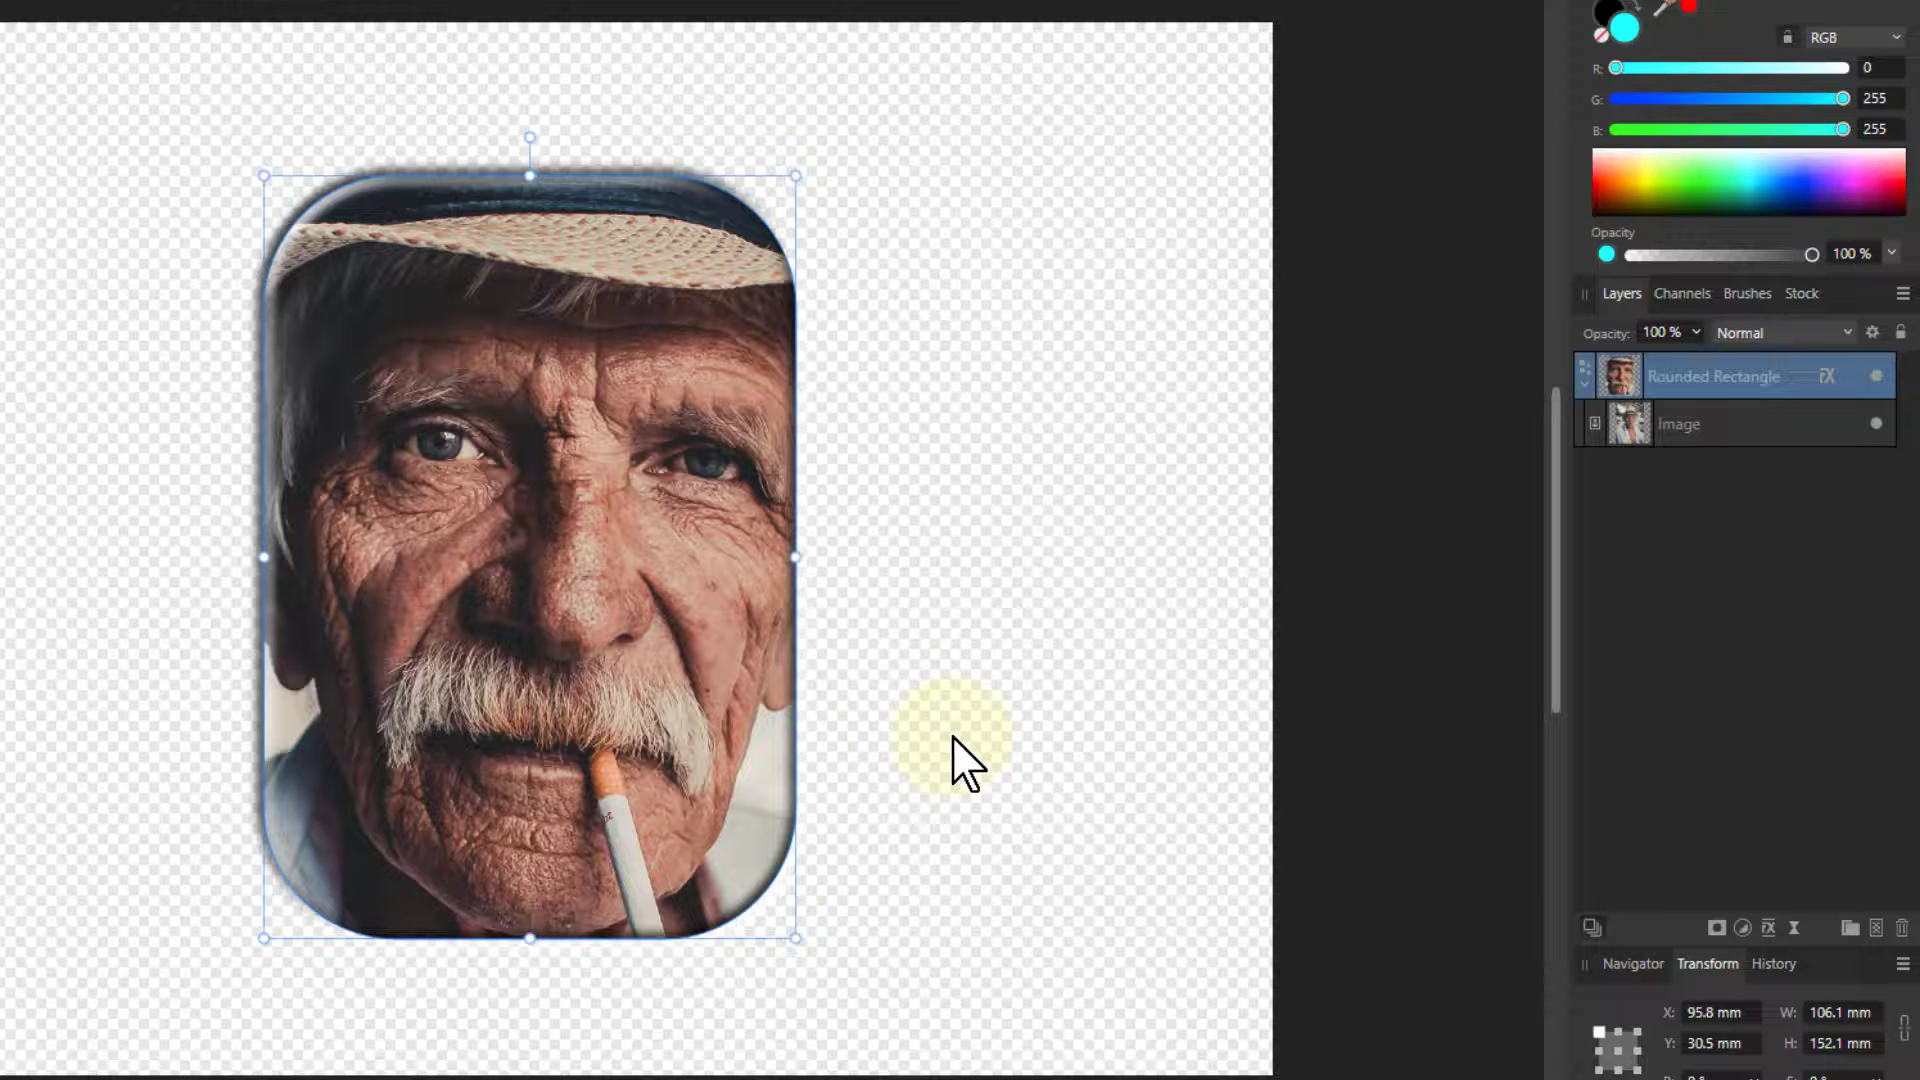 RGB
R: 0
G: 255
B: 255
Opacity
100 %
Layers Channels Brushes Stock
Opacity: 100 % Normal
Rounded Rectangle
Image
Navigator Transform History
X: 95.8 mm W: 106.1 mm
Y: 30.5 mm H: 152.1 mm